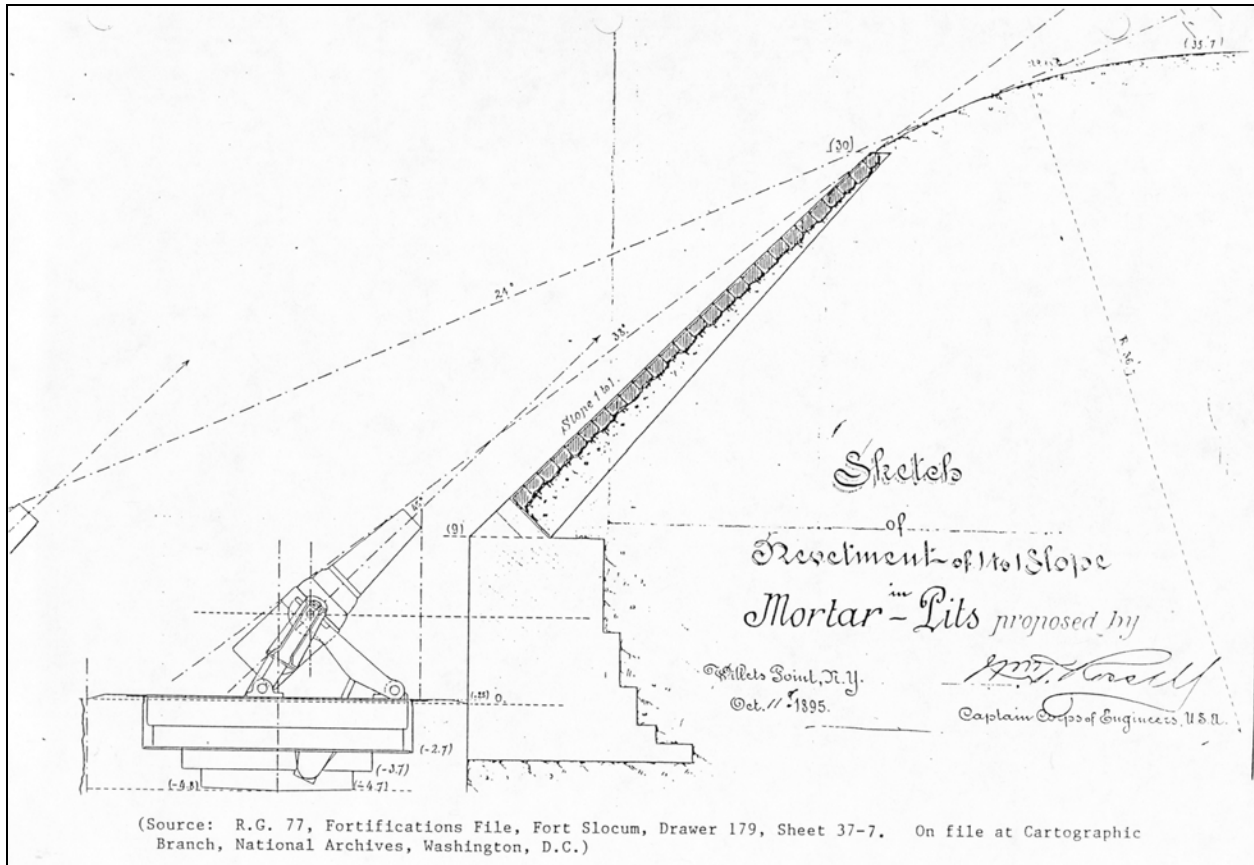 (35.7)
(30)
24°
33°
Slope 1 to 1
45°
(9)
Sketch
of
Revetment of 1 to 1 Slope
in
Mortar-Pits proposed by
Willets Point, N.Y.
Oct. 11th 1895.
Captain Corps of Engineers, U.S.A.
0.
(-2.7)
(-3.7)
(-4.8)
(-4.7)
(Source: R.G. 77, Fortifications File, Fort Slocum, Drawer 179, Sheet 37-7. On file at Cartographic
Branch, National Archives, Washington, D.C.)